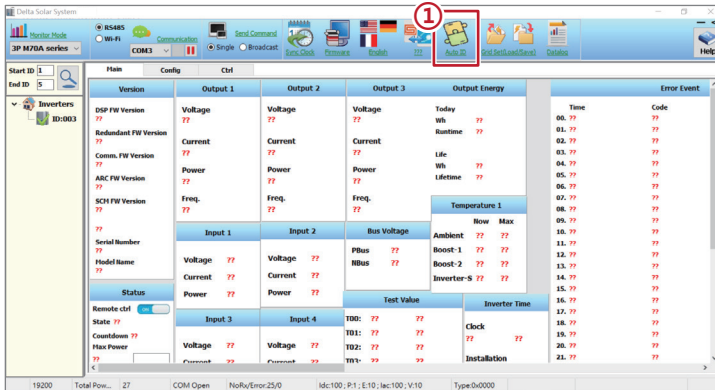 Delta Solar System
1
Monitor Mode
3P M70A series
RS485
Wi-Fi
Communication
COM3
Send Command
Single
Broadcast
Sync Clock
Firmware
English
???
Auto ID
Grid Set(Load/Save)
Datalog
Help
Start ID 1
End ID 5
Inverters
ID:003
Main Config Ctrl
Version
DSP FW Version
??
Redundant FW Version
??
Comm. FW Version
??
ARC FW Version
??
SCM FW Version
??
??
Serial Number
??
Model Name
??
Status
Remote ctrl ON
State ??
Countdown ??
Max Power
??
Output 1
Voltage
??
Current
??
Power
??
Freq.
??
Output 2
Voltage
??
Current
??
Power
??
Freq.
??
Output 3
Voltage
??
Current
??
Power
??
Freq.
??
Output Energy
Today
Wh ??
Runtime ??
Life
Wh ??
Lifetime ??
Temperature 1
Now Max
Ambient ?? ??
Boost-1 ?? ??
Boost-2 ?? ??
Inverter-S ?? ??
Input 1
Voltage ??
Current ??
Power ??
Input 2
Voltage ??
Current ??
Power ??
Bus Voltage
PBus ??
NBus ??
Input 3
Voltage ??
Current ??
Input 4
Voltage ??
Current ??
Test Value
T00: ?? ??
T01: ?? ??
T02: ?? ??
T03: ?? ??
Inverter Time
Clock
?? ??
Installation
Error Event
Time Code
00. ?? ??
01. ?? ??
02. ?? ??
03. ?? ??
04. ?? ??
05. ?? ??
06. ?? ??
07. ?? ??
08. ?? ??
09. ?? ??
10. ?? ??
11. ?? ??
12. ?? ??
13. ?? ??
14. ?? ??
15. ?? ??
16. ?? ??
17. ?? ??
18. ?? ??
19. ?? ??
20. ?? ??
21. ?? ??
19200 Total Pow... 27 COM Open NoRx/Error:25/0 Idc:100 ; P:1 ; E:10 ; Iac:100 ; V:10 Type:0x0000